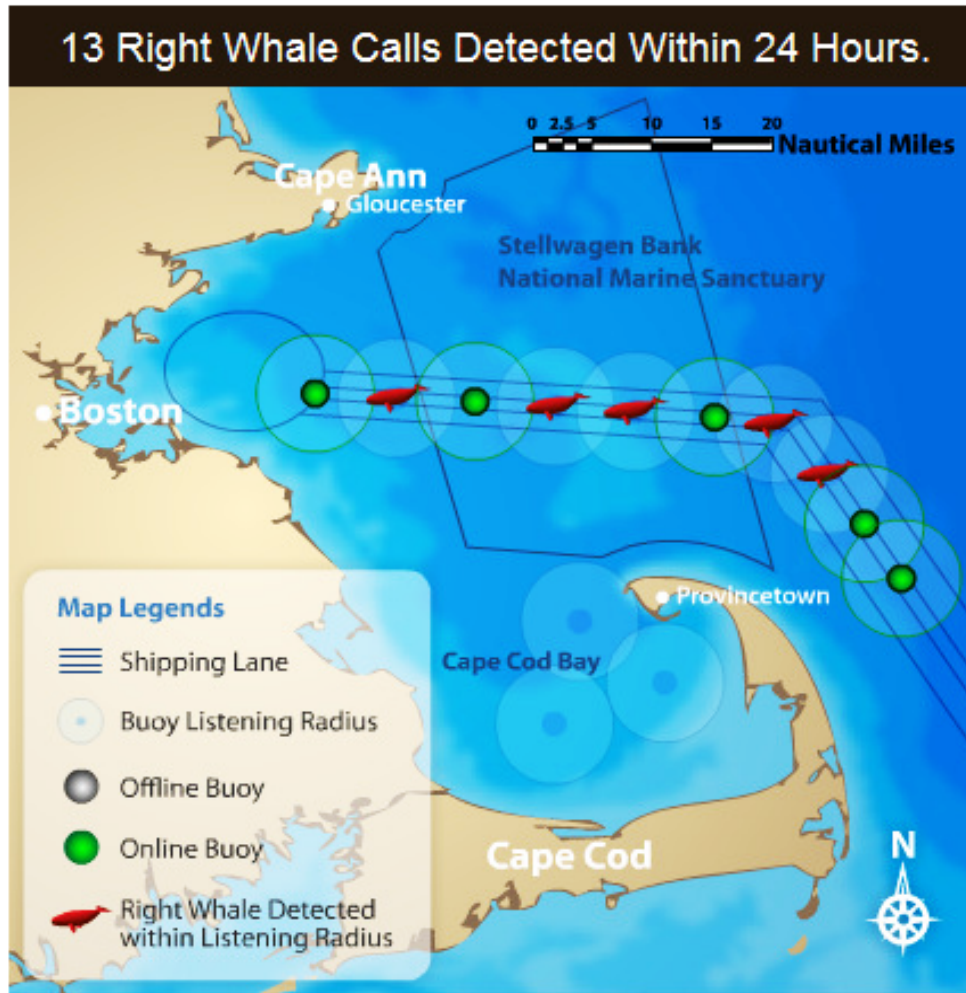 13 Right Whale Calls Detected Within 24 Hours.
0 2.5 5 10 15 20
Nautical Miles
Cape Ann
Gloucester
Stellwagen Bank
National Marine Sanctuary
Boston
Provincetown
Cape Cod Bay
Map Legends
Shipping Lane
Buoy Listening Radius
Offline Buoy
Online Buoy
Right Whale Detected
within Listening Radius
Cape Cod
N